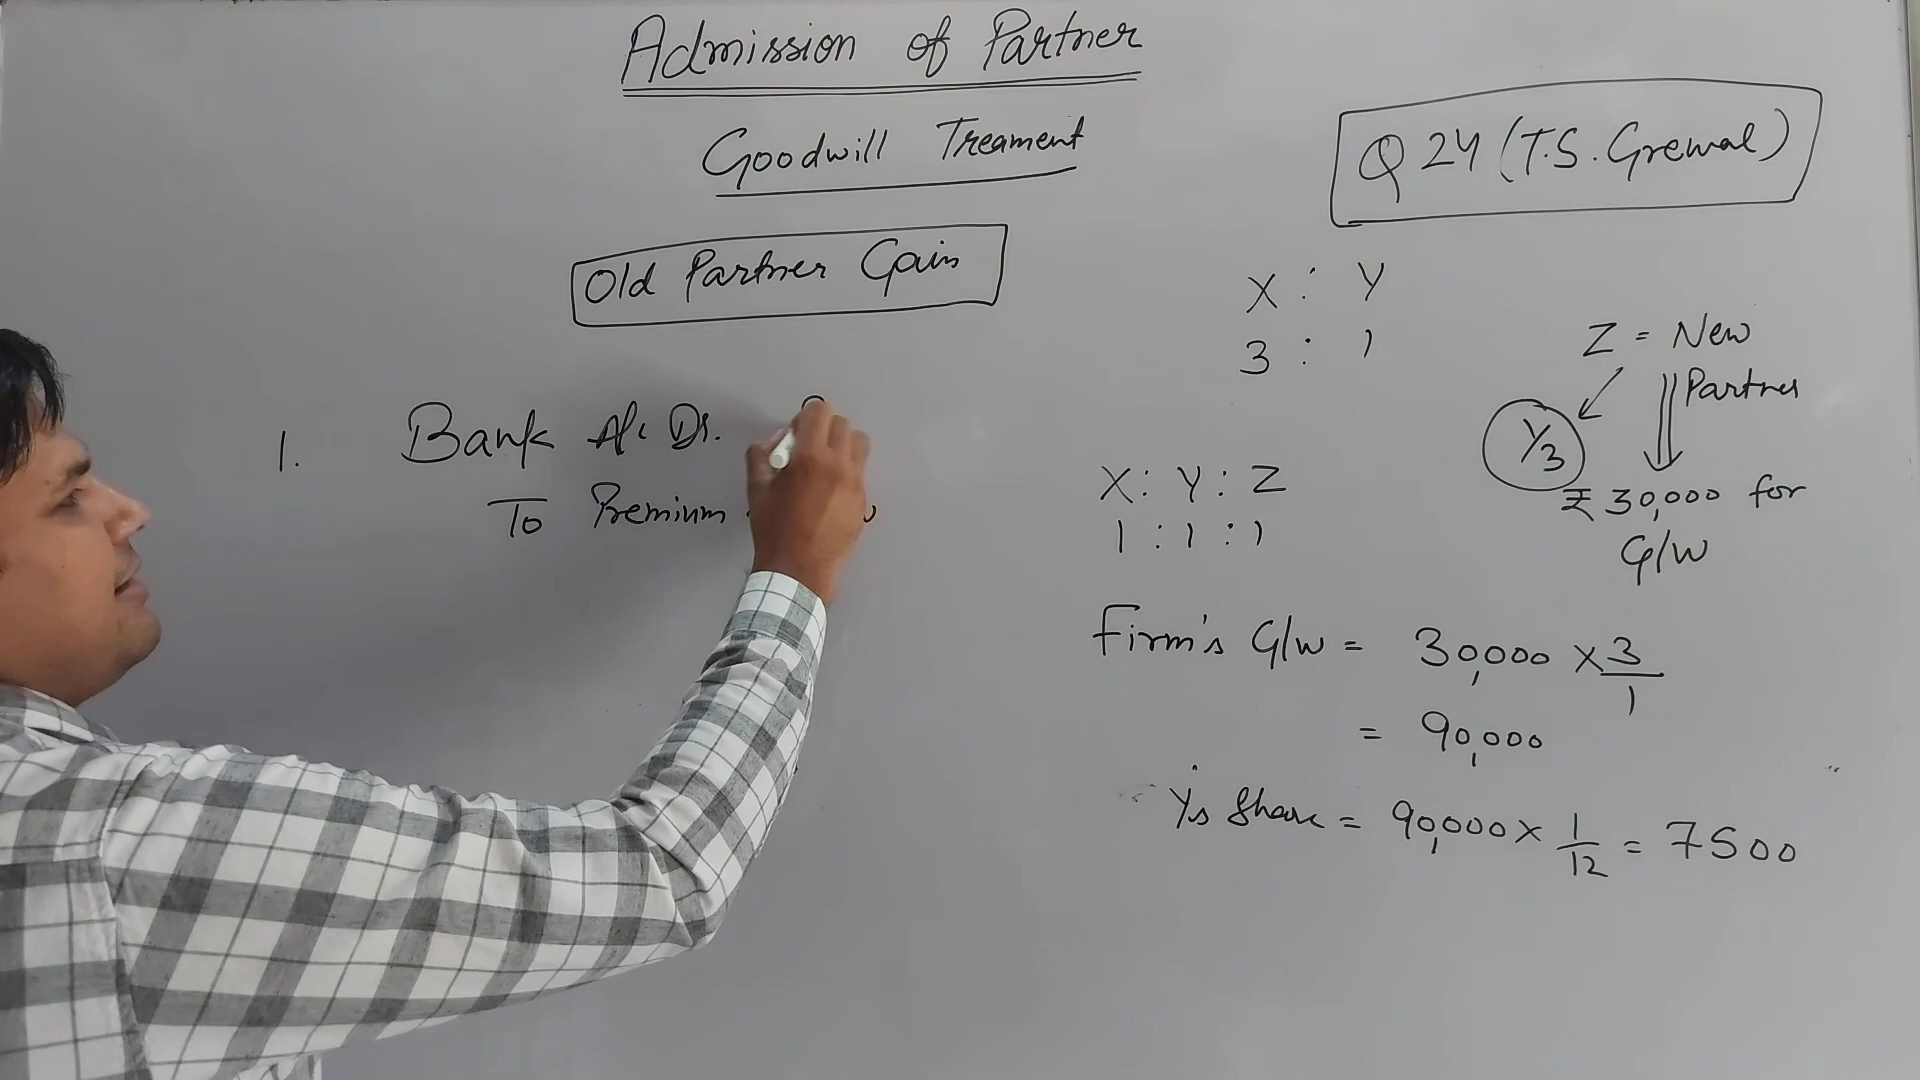 Admission of Partner
Goodwill Treament
Q 24 (T.S. Grewal)
Old Partner Gain
X : Y
3 : 1
Z = New
Partner
1/3
₹ 30,000 for
G/W
1. Bank A/c Dr.
To Premium
X : Y : Z
1 : 1 : 1
Firm's G/W = 30,000 × 3/1
= 90,000
Y's Share = 90,000 × 1/12 = 7500